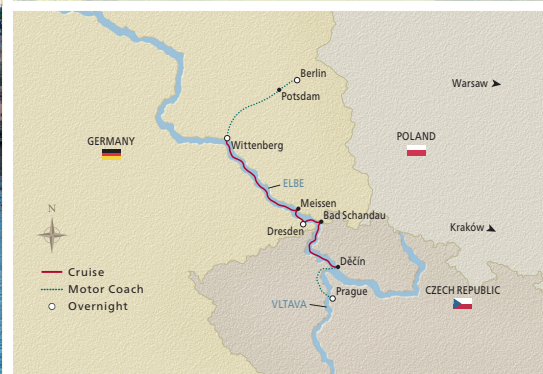 Berlin
Potsdam
Warsaw
GERMANY
Wittenberg
POLAND
ELBE
Meissen
Bad Schandau
Dresden
N
Kraków
Děčín
Cruise
Motor Coach
Overnight
Prague
CZECH REPUBLIC
VLTAVA